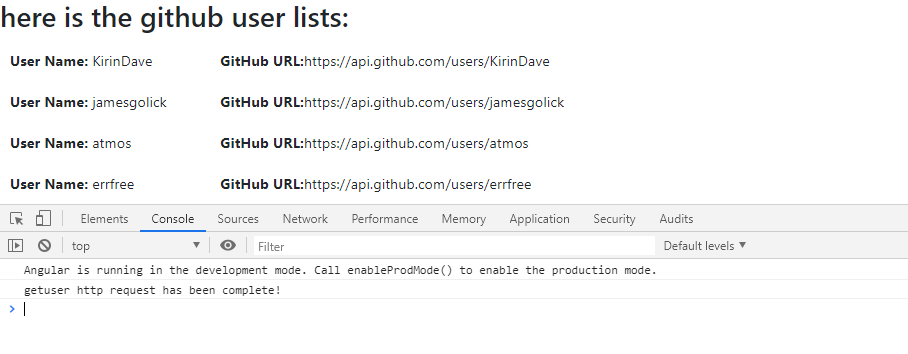 here is the github user lists:
User Name: KirinDave GitHub URL:https://api.github.com/users/KirinDave
User Name: jamesgolick GitHub URL:https://api.github.com/users/jamesgolick
User Name: atmos GitHub URL:https://api.github.com/users/atmos
User Name: errfree GitHub URL:https://api.github.com/users/errfree
Elements Console Sources Network Performance Memory Application Security Audits
top Filter Default levels
Angular is running in the development mode. Call enableProdMode() to enable the production mode.
getuser http request has been complete!